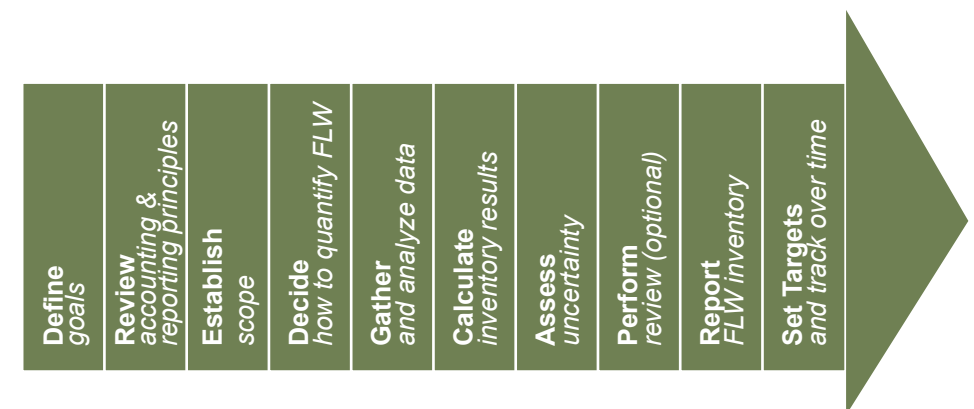 Define
goals
Review
accounting &
reporting principles
Establish
scope
Decide
how to quantify FLW
Gather
and analyze data
Calculate
inventory results
Assess
uncertainty
Perform
review (optional)
Report
FLW inventory
Set Targets
and track over time